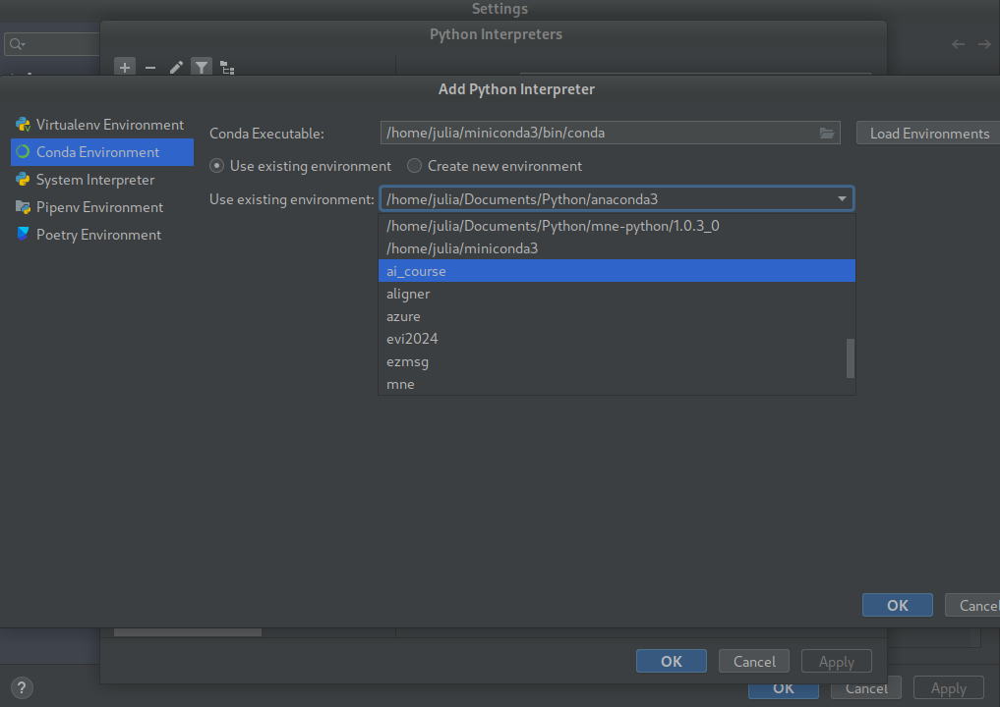 Settings
Python Interpreters
Add Python Interpreter
Virtualenv Environment
Conda Environment
System Interpreter
Pipenv Environment
Poetry Environment
Conda Executable: /home/julia/miniconda3/bin/conda Load Environments
Use existing environment Create new environment
Use existing environment: /home/julia/Documents/Python/anaconda3
/home/julia/Documents/Python/mne-python/1.0.3_0
/home/julia/miniconda3
ai_course
aligner
azure
evi2024
ezmsg
mne
OK Cancel
OK Cancel Apply
? OK Cancel Apply